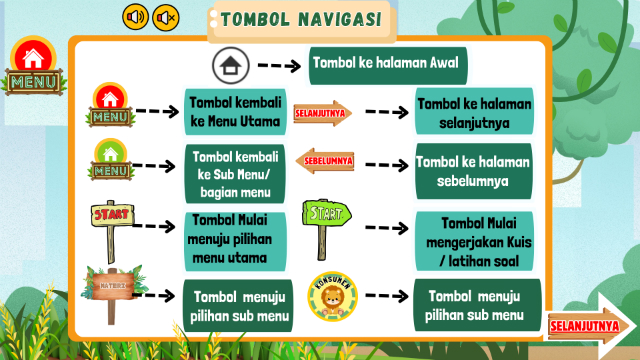 TOMBOL NAVIGASI
MENU
Tombol ke halaman Awal
MENU
Tombol kembali
ke Menu Utama
SELANJUTNYA
Tombol ke halaman
selanjutnya
MENU
Tombol kembali
ke Sub Menu/
bagian menu
SEBELUMNYA
Tombol ke halaman
sebelumnya
START
Tombol Mulai
menuju pilihan
menu utama
START
Tombol Mulai
mengerjakan Kuis
/ latihan soal
MATERI
Tombol menuju
pilihan sub menu
KONSUMEN
Tombol menuju
pilihan sub menu
SELANJUTNYA